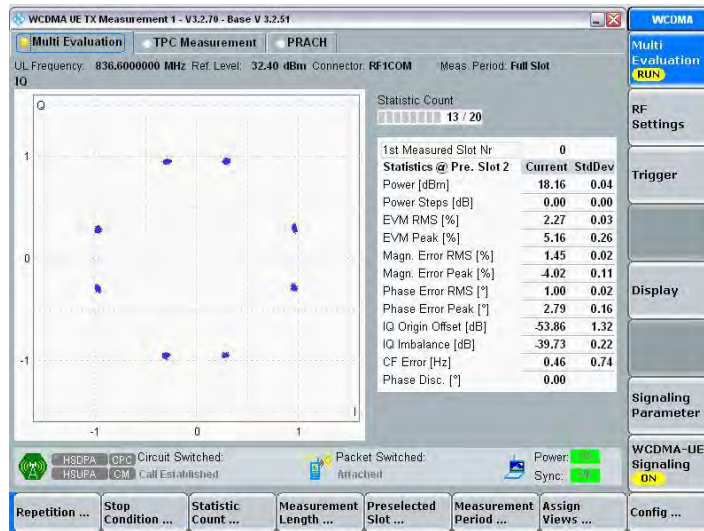 WCDMA UE TX Measurement 1 - V3.2.70 - Base V 3.2.51
WCDMA
Multi Evaluation
TPC Measurement
PRACH
UL Frequency: 836.6000000 MHz Ref. Level: 32.40 dBm Connector: RF1COM Meas. Period: Full Slot
IQ
Q
1
0
-1
-1 0 1
I
Statistic Count
13 / 20
1st Measured Slot Nr 0
Statistics @ Pre. Slot 2 Current StdDev
Power [dBm] 18.16 0.04
Power Steps [dB] 0.00 0.00
EVM RMS [%] 2.27 0.03
EVM Peak [%] 5.16 0.26
Magn. Error RMS [%] 1.45 0.02
Magn. Error Peak [%] -4.02 0.11
Phase Error RMS [°] 1.00 0.02
Phase Error Peak [°] 2.79 0.16
IQ Origin Offset [dB] -53.86 1.32
IQ Imbalance [dB] -39.73 0.22
CF Error [Hz] 0.46 0.74
Phase Disc. [°] 0.00
Multi
Evaluation
RUN
RF
Settings
Trigger
Display
Signaling
Parameter
WCDMA-UE
Signaling
ON
Config ...
HSDPA CPC Circuit Switched: Packet Switched: Power:
HSUPA CM Call Established Attached Sync:
Repetition ...
Stop
Condition ...
Statistic
Count ...
Measurement
Length ...
Preselected
Slot ...
Measurement
Period ...
Assign
Views ...